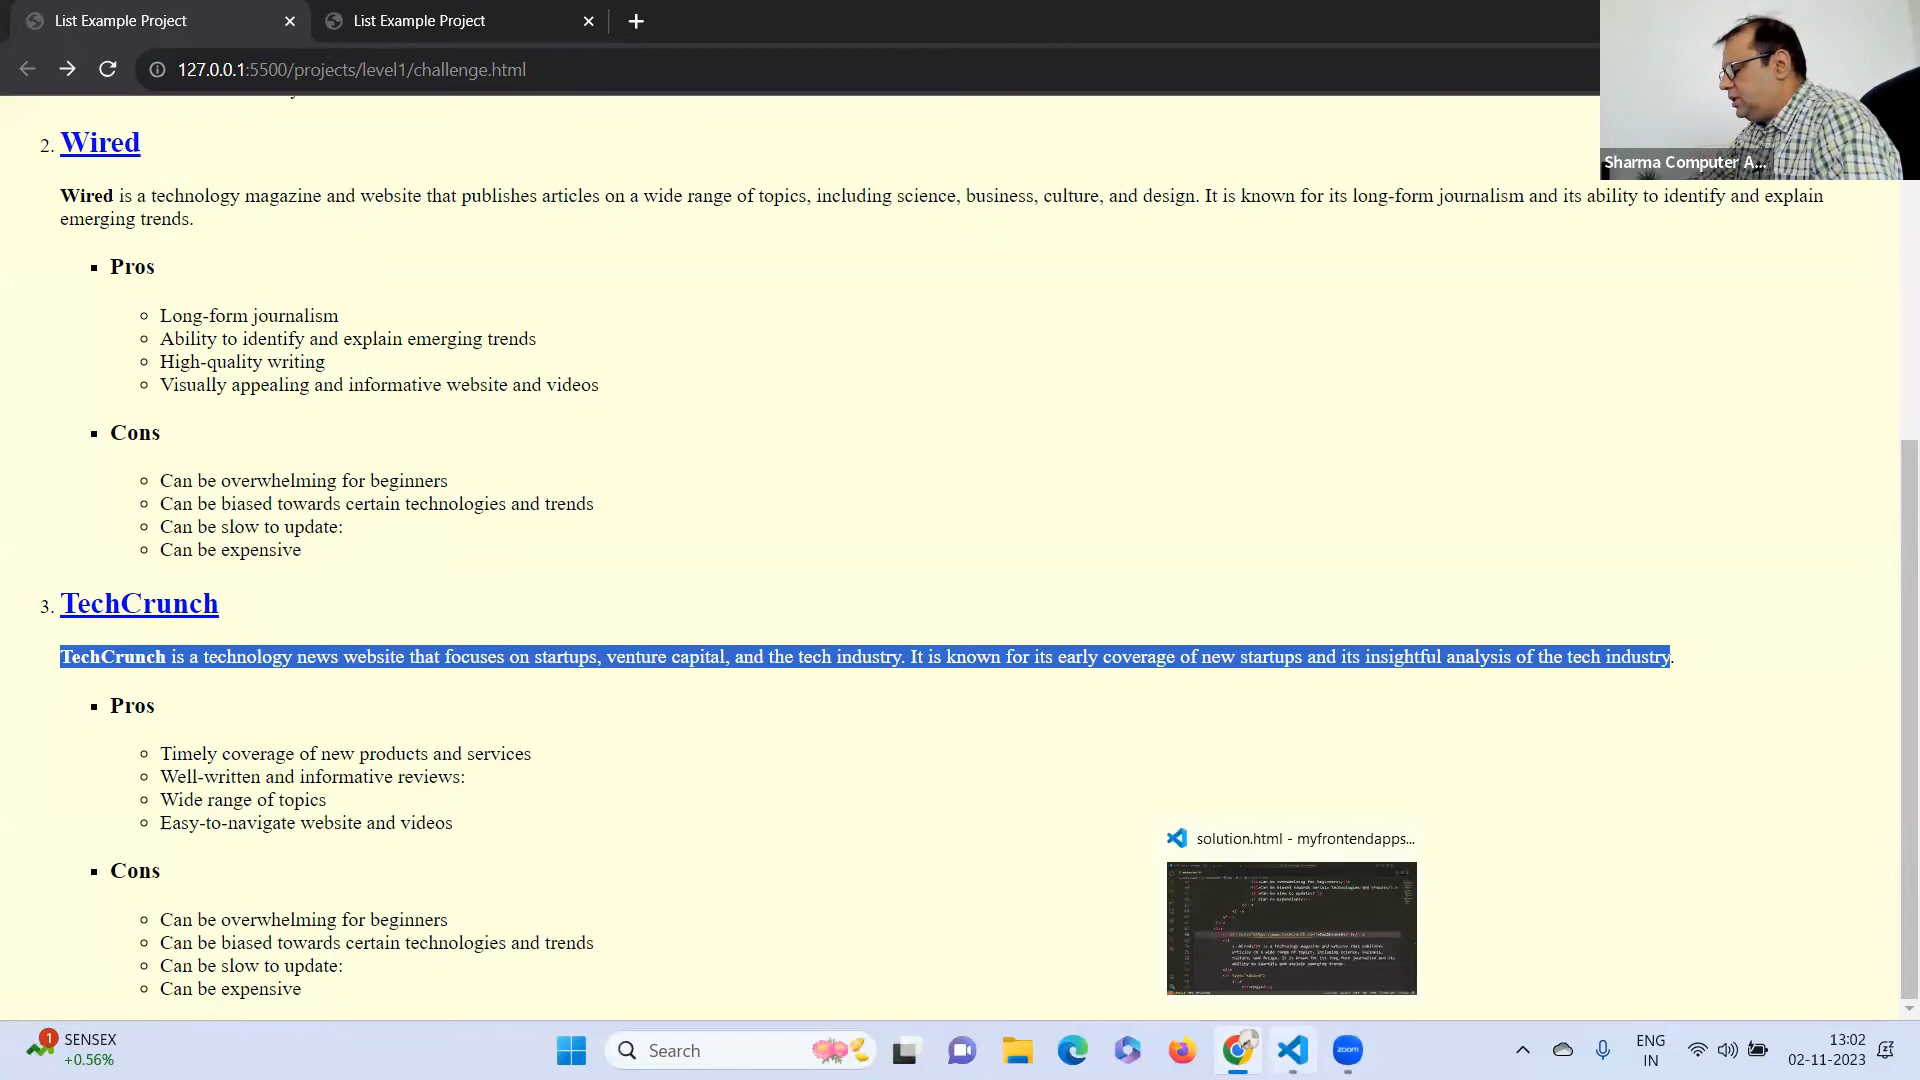 List Example Project
List Example Project
127.0.0.1:5500/projects/level1/challenge.html
Sharma Computer A...
2. Wired
Wired is a technology magazine and website that publishes articles on a wide range of topics, including science, business, culture, and design. It is known for its long-form journalism and its ability to identify and explain
emerging trends.
Pros
Long-form journalism
Ability to identify and explain emerging trends
High-quality writing
Visually appealing and informative website and videos
Cons
Can be overwhelming for beginners
Can be biased towards certain technologies and trends
Can be slow to update:
Can be expensive
3. TechCrunch
TechCrunch is a technology news website that focuses on startups, venture capital, and the tech industry. It is known for its early coverage of new startups and its insightful analysis of the tech industry.
Pros
Timely coverage of new products and services
Well-written and informative reviews:
Wide range of topics
Easy-to-navigate website and videos
Cons
Can be overwhelming for beginners
Can be biased towards certain technologies and trends
Can be slow to update:
Can be expensive
solution.html - myfrontendapps...
1
SENSEX
+0.56%
Search
zoom
ENG
IN
13:02
02-11-2023